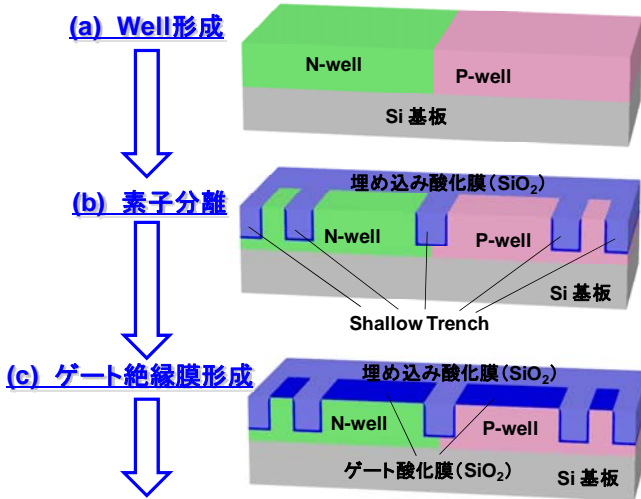 (a) Well形成
N-well
P-well
Si 基板
埋め込み酸化膜(SiO₂)
(b) 素子分離
N-well
P-well
Si 基板
Shallow Trench
(c) ゲート絶縁膜形成
埋め込み酸化膜(SiO₂)
N-well
P-well
ゲート酸化膜(SiO₂)
Si 基板